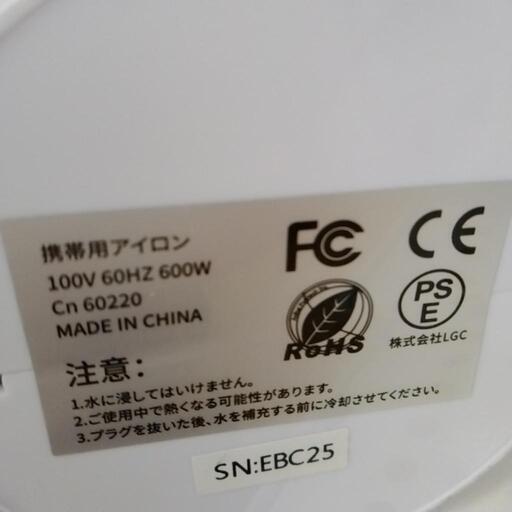 携帯用アイロン
100V 60HZ 600W
Cn 60220
MADE IN CHINA
FC
CE
RoHS
PS
E
株式会社LGC
注意：
1.水に浸してはいけません。
2.ご使用中で熱くなる可能性があります。
3.プラグを抜いた後、水を補充する前に冷却させてください。
SN:EBC25